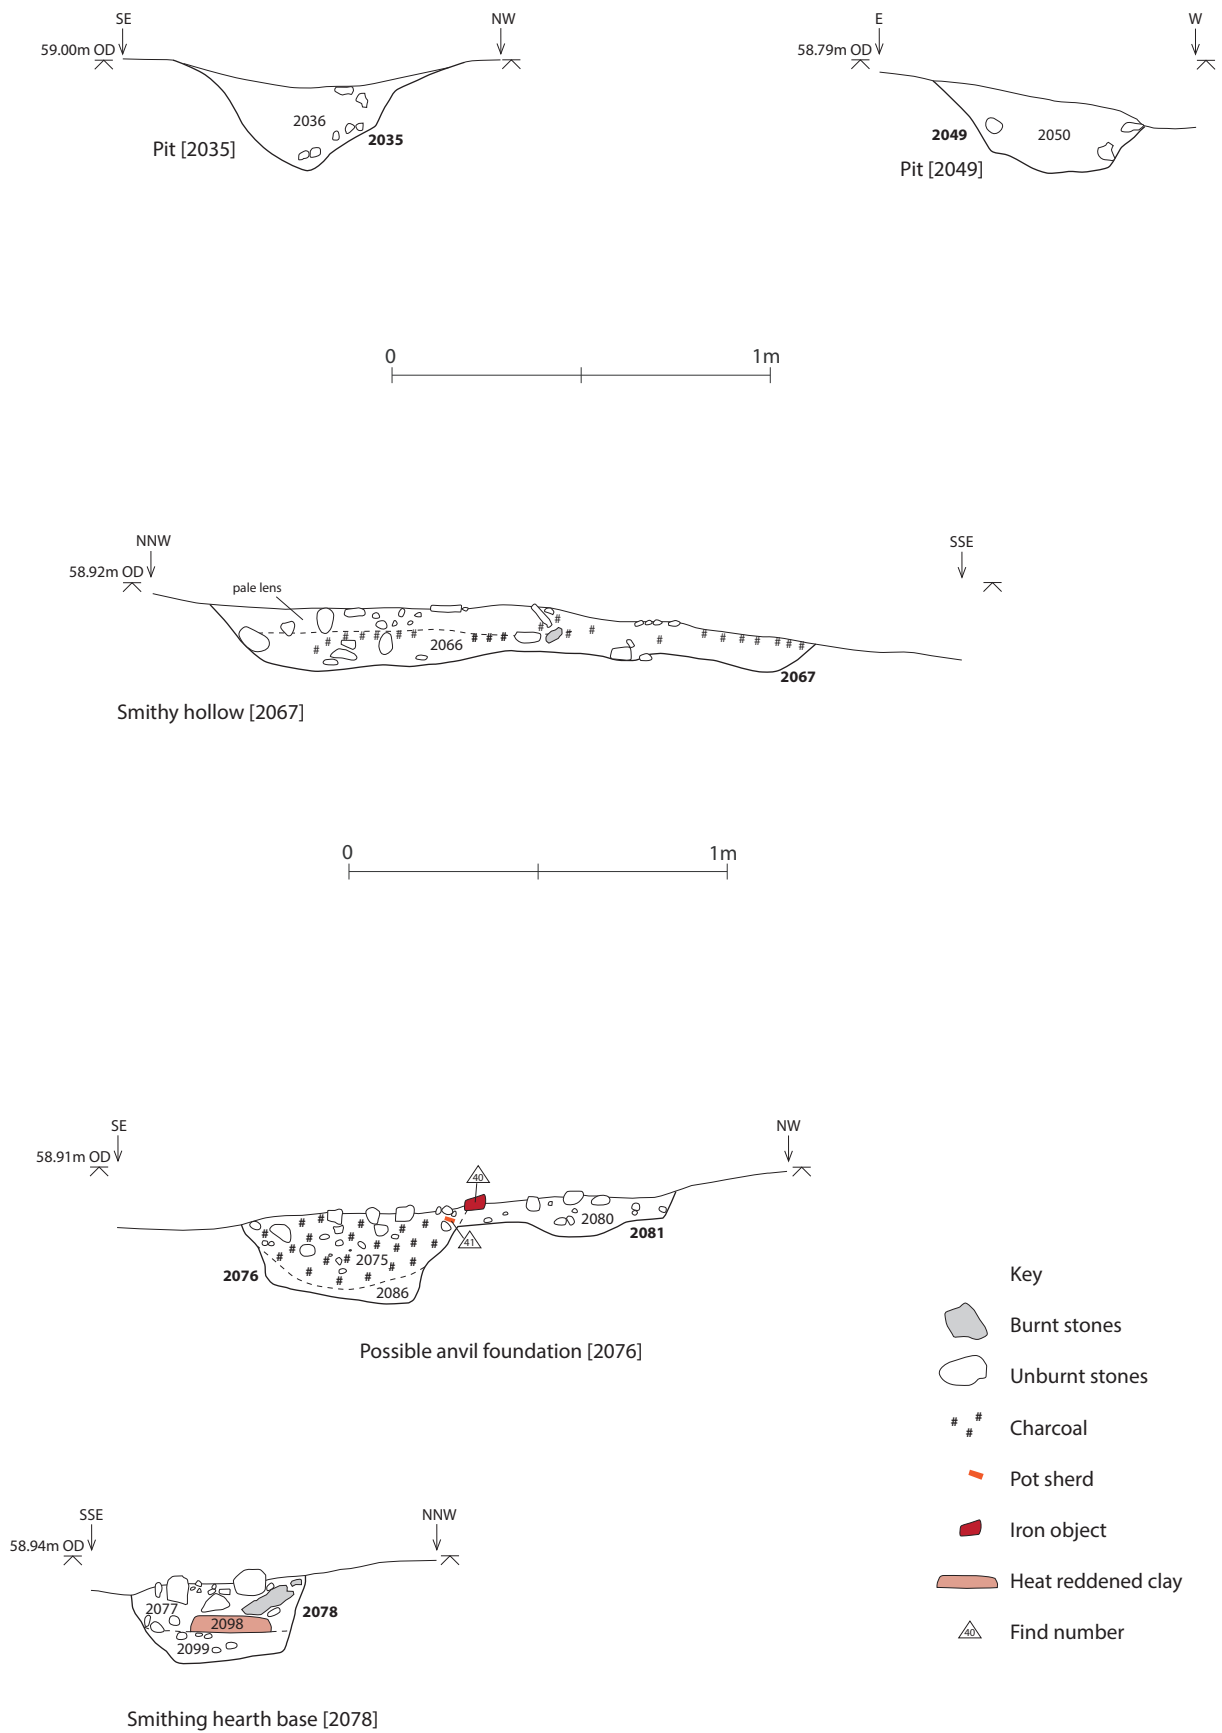 SE
NW
59.00m OD
2036
2035
Pit [2035]
E
W
58.79m OD
2049
2050
Pit [2049]
0
1m
NNW
SSE
58.92m OD
pale lens
2066
2067
Smithy hollow [2067]
0
1m
SE
NW
58.91m OD
40
41
2080
2081
2075
2076
2086
Possible anvil foundation [2076]
Key
Burnt stones
Unburnt stones
# # # Charcoal
Pot sherd
Iron object
Heat reddened clay
40 Find number
SSE
NNW
58.94m OD
2077
2078
2098
2099
Smithing hearth base [2078]